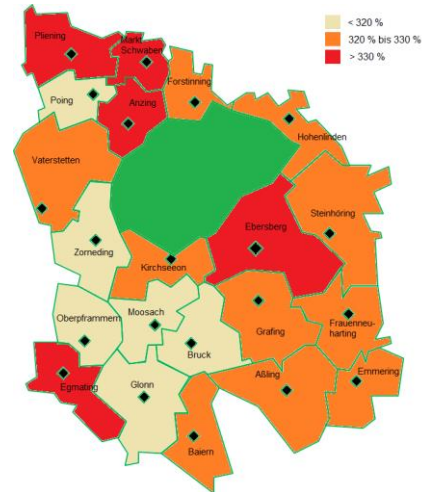 < 320 %
320 % bis 330 %
> 330 %
Pliening
Markt
Schwaben
Forstinning
Poing
Anzing
Hohenlinden
Vaterstetten
Steinhöring
Ebersberg
Zorneding
Kirchseeon
Oberpframmern
Moosach
Bruck
Grafing
Frauenneu-
harting
Egmating
Glonn
Aßling
Emmering
Baiern